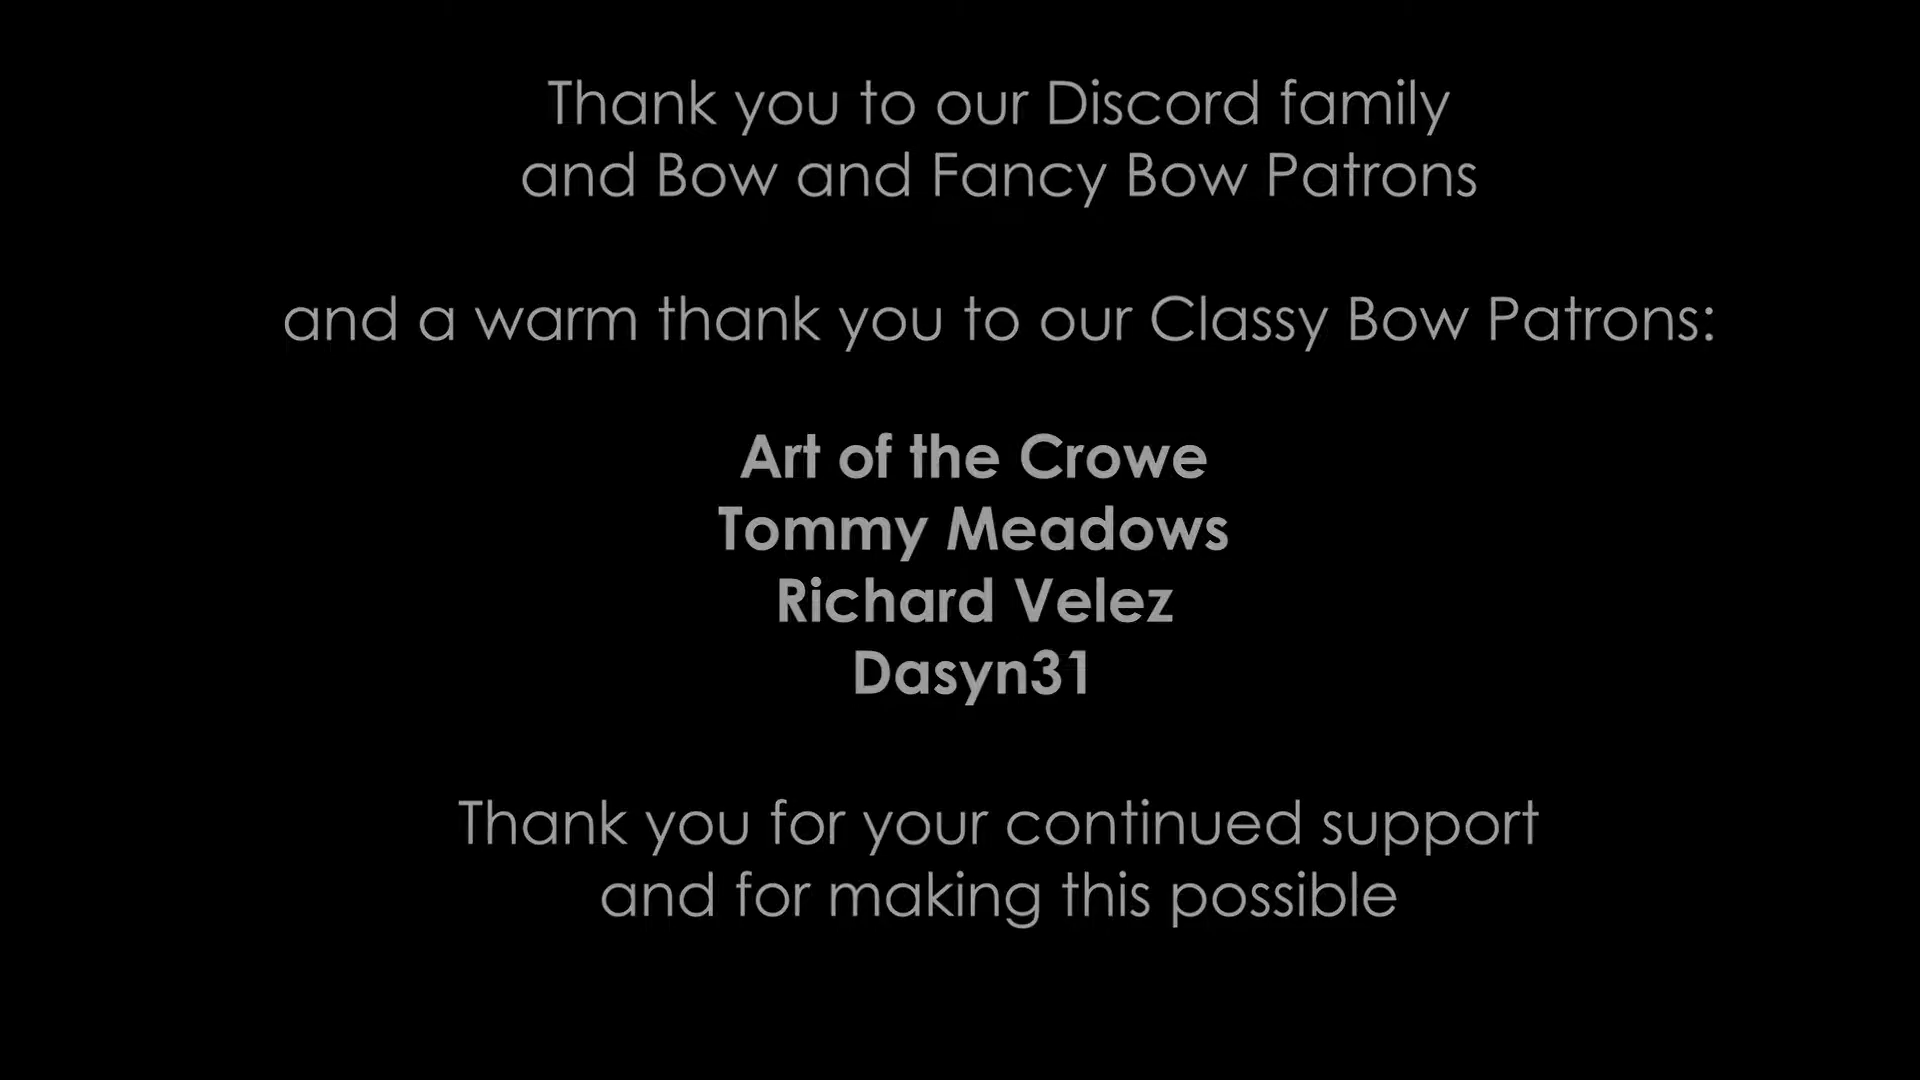 Thank you to our Discord family
and Bow and Fancy Bow Patrons
and a warm thank you to our Classy Bow Patrons:
Art of the Crowe
Tommy Meadows
Richard Velez
Dasyn31
Thank you for your continued support
and for making this possible